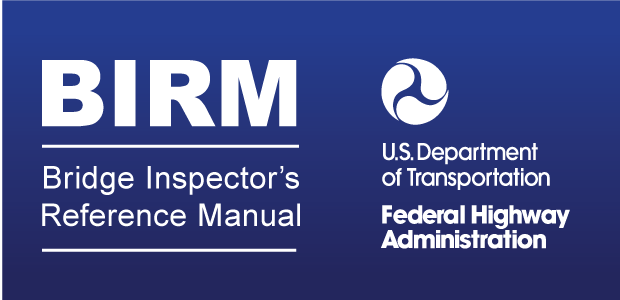 BIRM
Bridge Inspector’s
Reference Manual
U.S. Department
of Transportation
Federal Highway
Administration